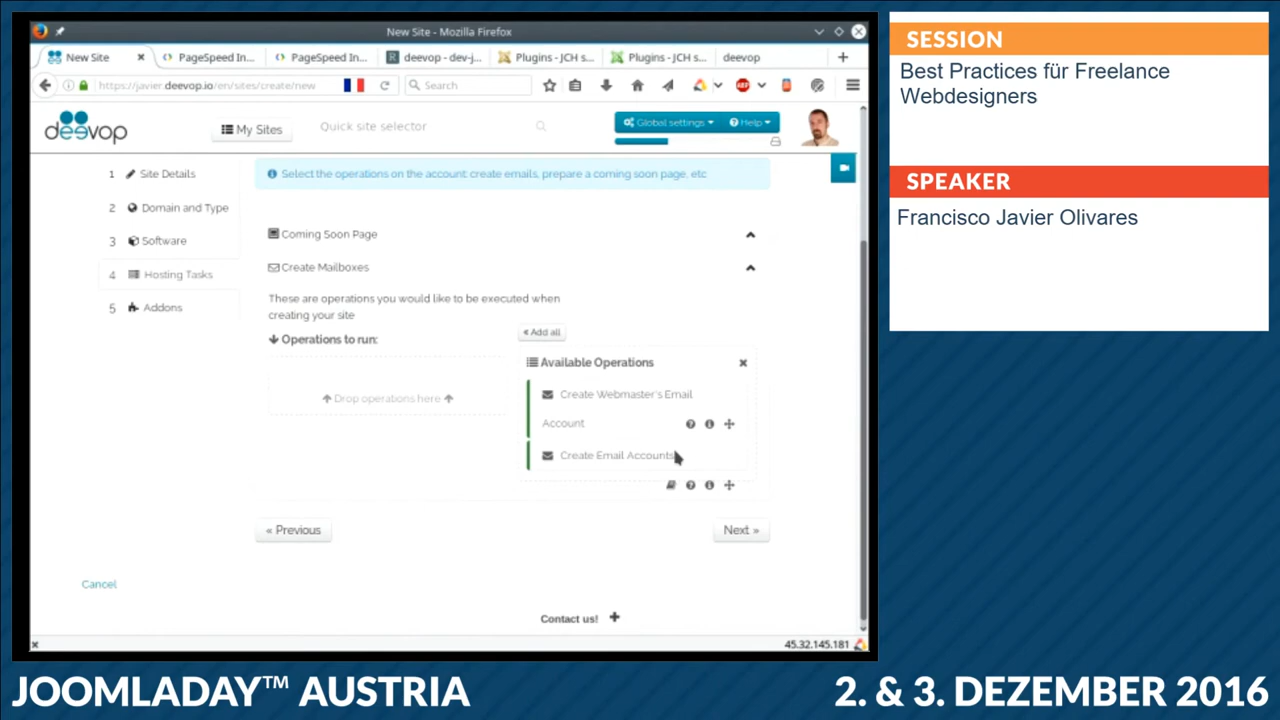 New Site - Mozilla Firefox
New Site
PageSpeed In...
PageSpeed In...
deevop - dev-j...
Plugins - JCH s...
Plugins - JCH s...
deevop
https://javier.deevop.io/en/sites/create/new
Search
ABP
deevop
My Sites
Quick site selector
Global settings
Help
Select the operations on the account: create emails, prepare a coming soon page, etc
1 Site Details
2 Domain and Type
3 Software
4 Hosting Tasks
5 Addons
Coming Soon Page
Create Mailboxes
These are operations you would like to be executed when
creating your site
Operations to run:
Drop operations here
« Add all
Available Operations
Create Webmaster's Email
Account
Create Email Accounts
« Previous
Next »
Cancel
Contact us!
45.32.145.181
SESSION
Best Practices für Freelance
Webdesigners
SPEAKER
Francisco Javier Olivares
JOOMLADAY™ AUSTRIA
2. & 3. DEZEMBER 2016